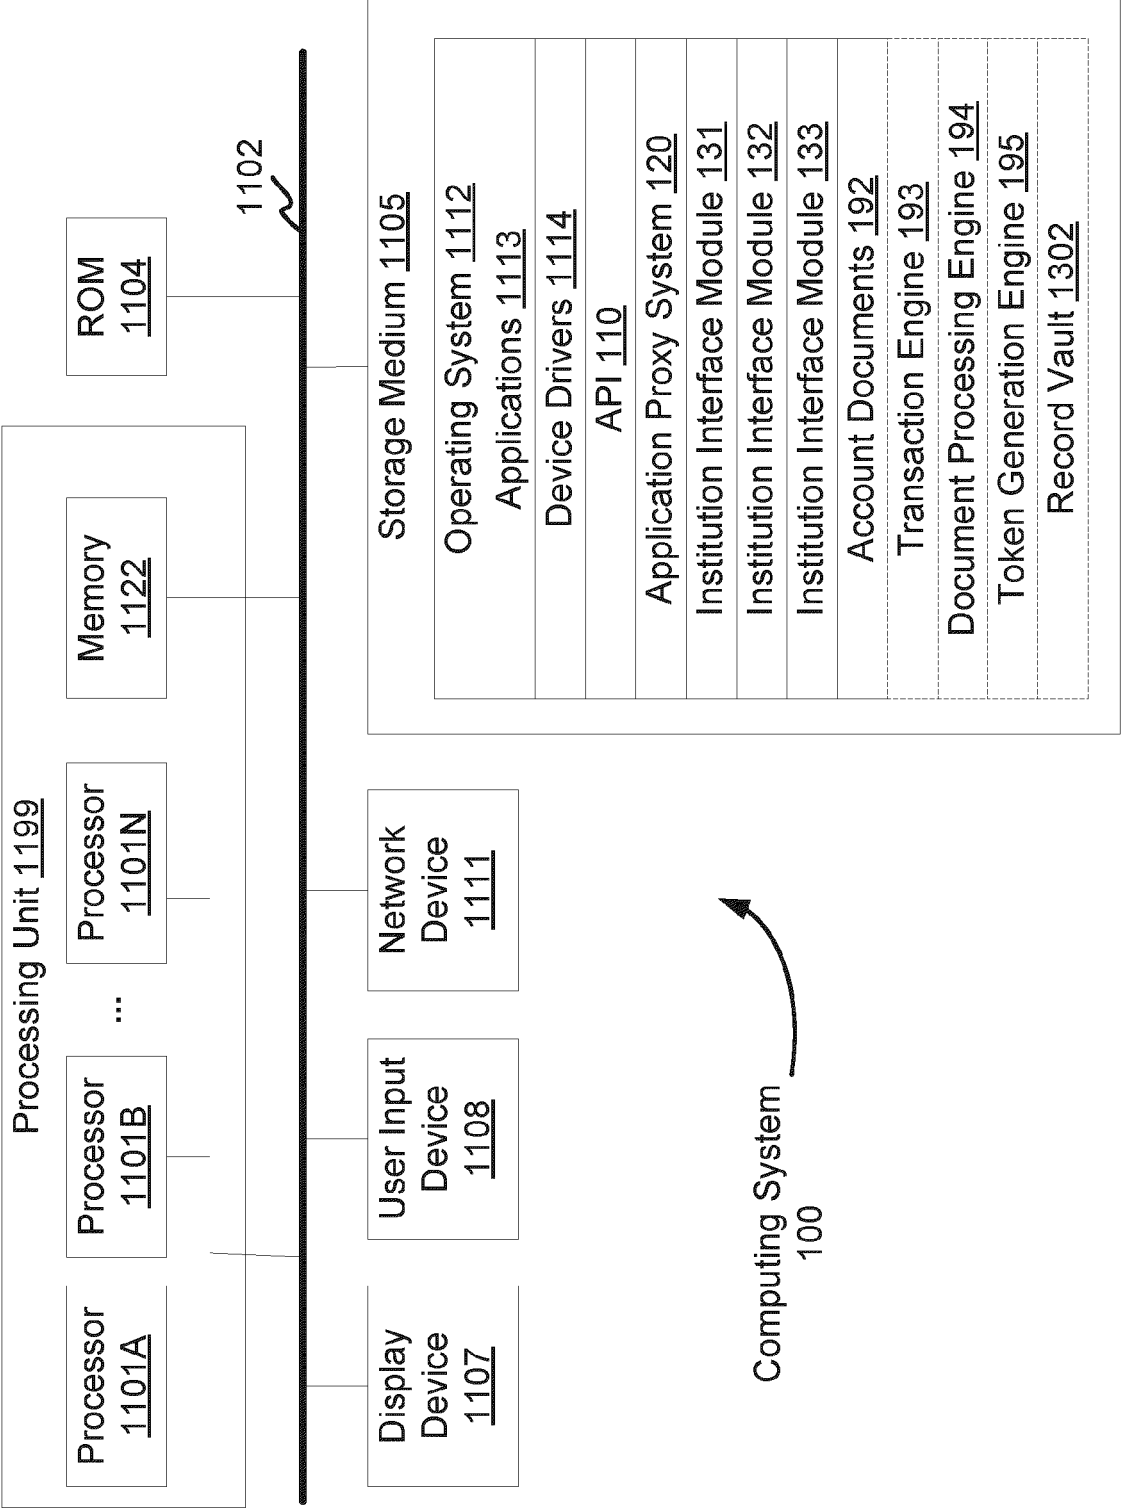 Processing Unit 1199
Processor
1101A
Processor
1101B
...
Processor
1101N
Memory
1122
ROM
1104
1102
Display
Device
1107
User Input
Device
1108
Network
Device
1111
Storage Medium 1105
Operating System 1112
Applications 1113
Device Drivers 1114
API 110
Application Proxy System 120
Institution Interface Module 131
Institution Interface Module 132
Institution Interface Module 133
Account Documents 192
Transaction Engine 193
Document Processing Engine 194
Token Generation Engine 195
Record Vault 1302
Computing System
100